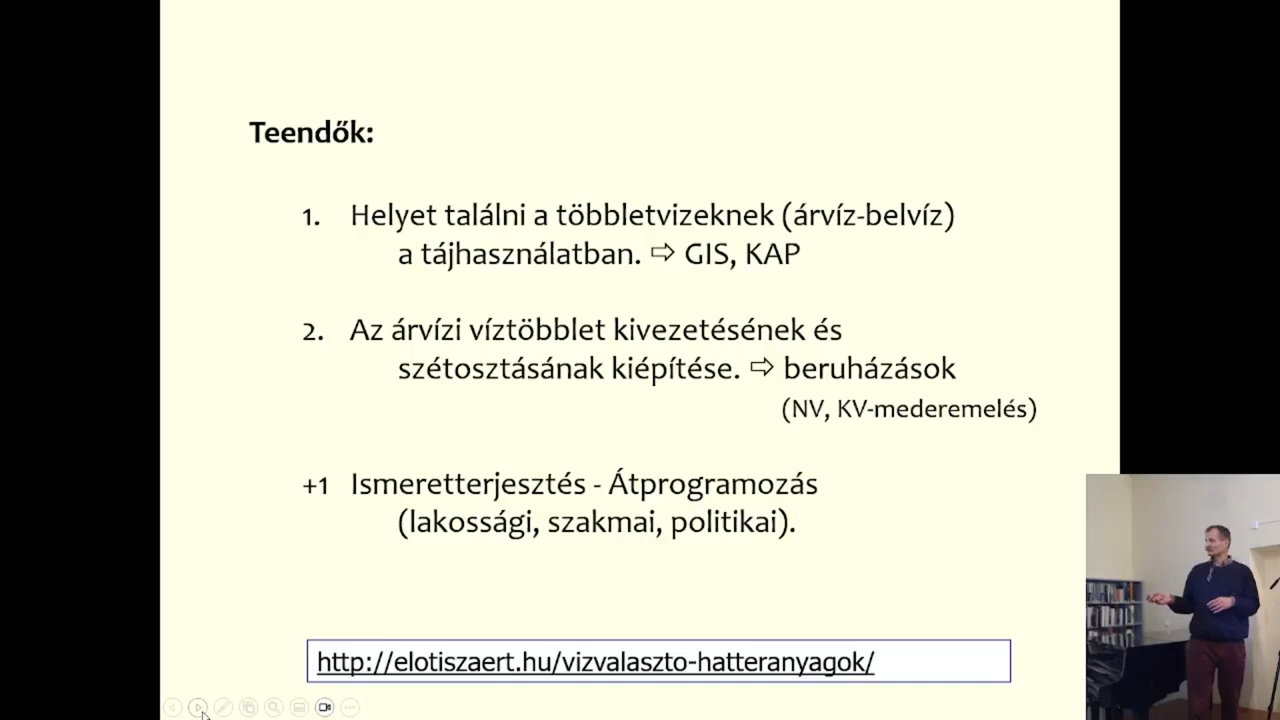 Teendők:
1. Helyet találni a többletvizeknek (árvíz-belvíz)
a tájhasználatban. ⇨ GIS, KAP
2. Az árvízi víztöbblet kivezetésének és
szétosztásának kiépítése. ⇨ beruházások
(NV, KV-mederemelés)
+1 Ismeretterjesztés - Átprogramozás
(lakossági, szakmai, politikai).
http://elotiszaert.hu/vizvalaszto-hatteranyagok/